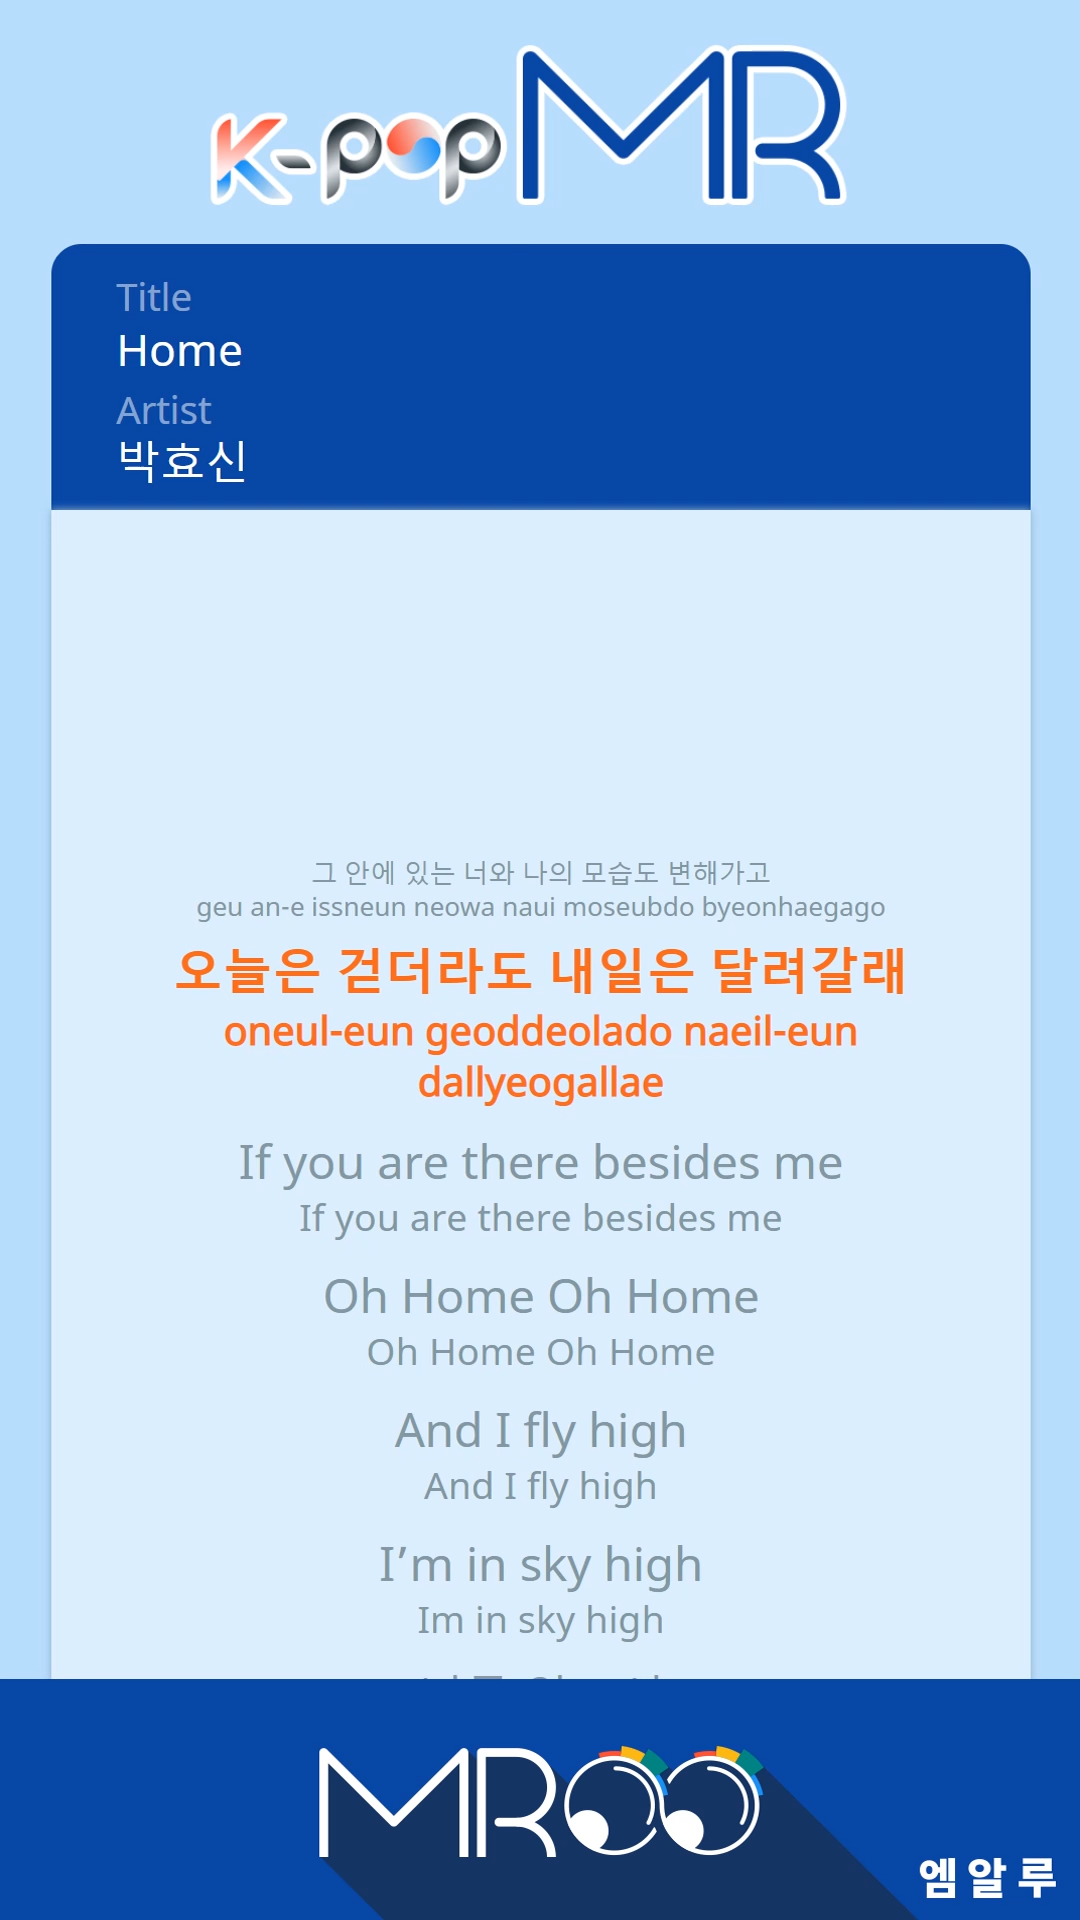 K-pop MR
Title
Home
Artist
박효신
그 안에 있는 너와 나의 모습도 변해가고
geu an-e issneun neowa naui moseubdo byeonhaegago
오늘은 걷더라도 내일은 달려갈래
oneul-eun geoddeolado naeil-eun
dallyeogallae
If you are there besides me
If you are there besides me
Oh Home Oh Home
Oh Home Oh Home
And I fly high
And I fly high
I’m in sky high
Im in sky high
MROO
엠알루